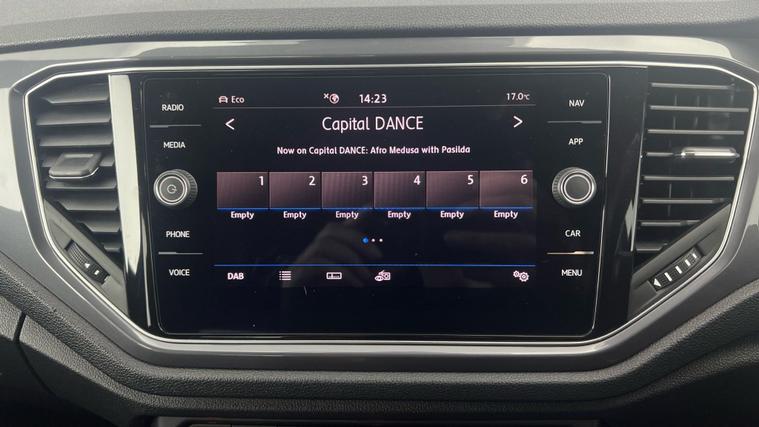 RADIO
MEDIA
PHONE
VOICE
Eco 14:23 17.0°C
Capital DANCE
Now on Capital DANCE: Afro Medusa with Pasilda
1 2 3 4 5 6
Empty Empty Empty Empty Empty Empty
DAB
NAV
APP
CAR
MENU